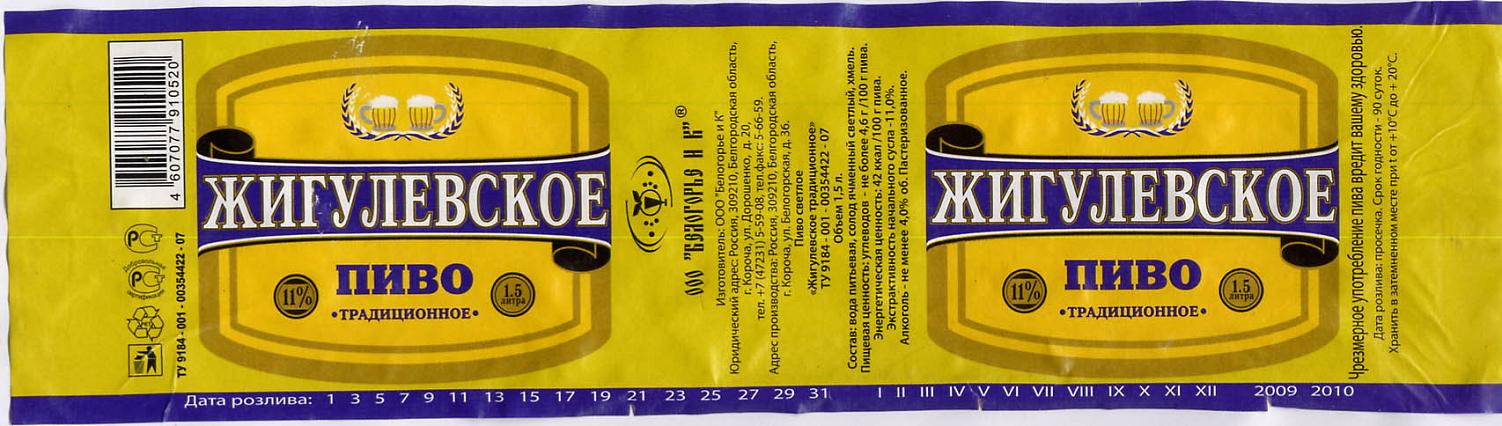 4 607077 910520
РСТ
Добровольная
РСТ
сертификация
ТУ 9184 - 001 - 00354422 - 07
ЖИГУЛЕВСКОЕ
ПИВО
11%
1.5
литра
•ТРАДИЦИОННОЕ•
ООО "БЕЛОГОРЬЕ И К"®
Изготовитель: ООО "Белогорье и К"
Юридический адрес: Россия, 309210, Белгородская область,
г. Короча, ул. Дорошенко, д. 20,
тел. +7 (47231) 5-59-08, тел.факс: 5-66-59.
Адрес производства: Россия, 309210, Белгородская область,
г. Короча, ул. Белогорская, д. 36.
Пиво светлое
«Жигулевское традиционное»
ТУ 9184 - 001 - 00354422 - 07
Объем 1,5 л.
Состав: вода питьевая, солод ячменный светлый, хмель.
Пищевая ценность: углеводов - не более 4,6 г /100 г пива.
Энергетическая ценность: 42 ккал /100 г пива.
Экстрактивность начального сусла -11,0%.
Алкоголь - не менее 4,0% об. Пастеризованное.
ЖИГУЛЕВСКОЕ
ПИВО
11%
1.5
литра
•ТРАДИЦИОННОЕ•
Чрезмерное употребление пива вредит вашему здоровью.
Дата розлива: просечка. Срок годности - 90 суток.
Хранить в затемненном месте при t от +10°С до + 20°С.
Дата розлива: 1 3 5 7 9 11 13 15 17 19 21 23 25 27 29 31 I II III IV V VI VII VIII IX X XI XII 2009 2010